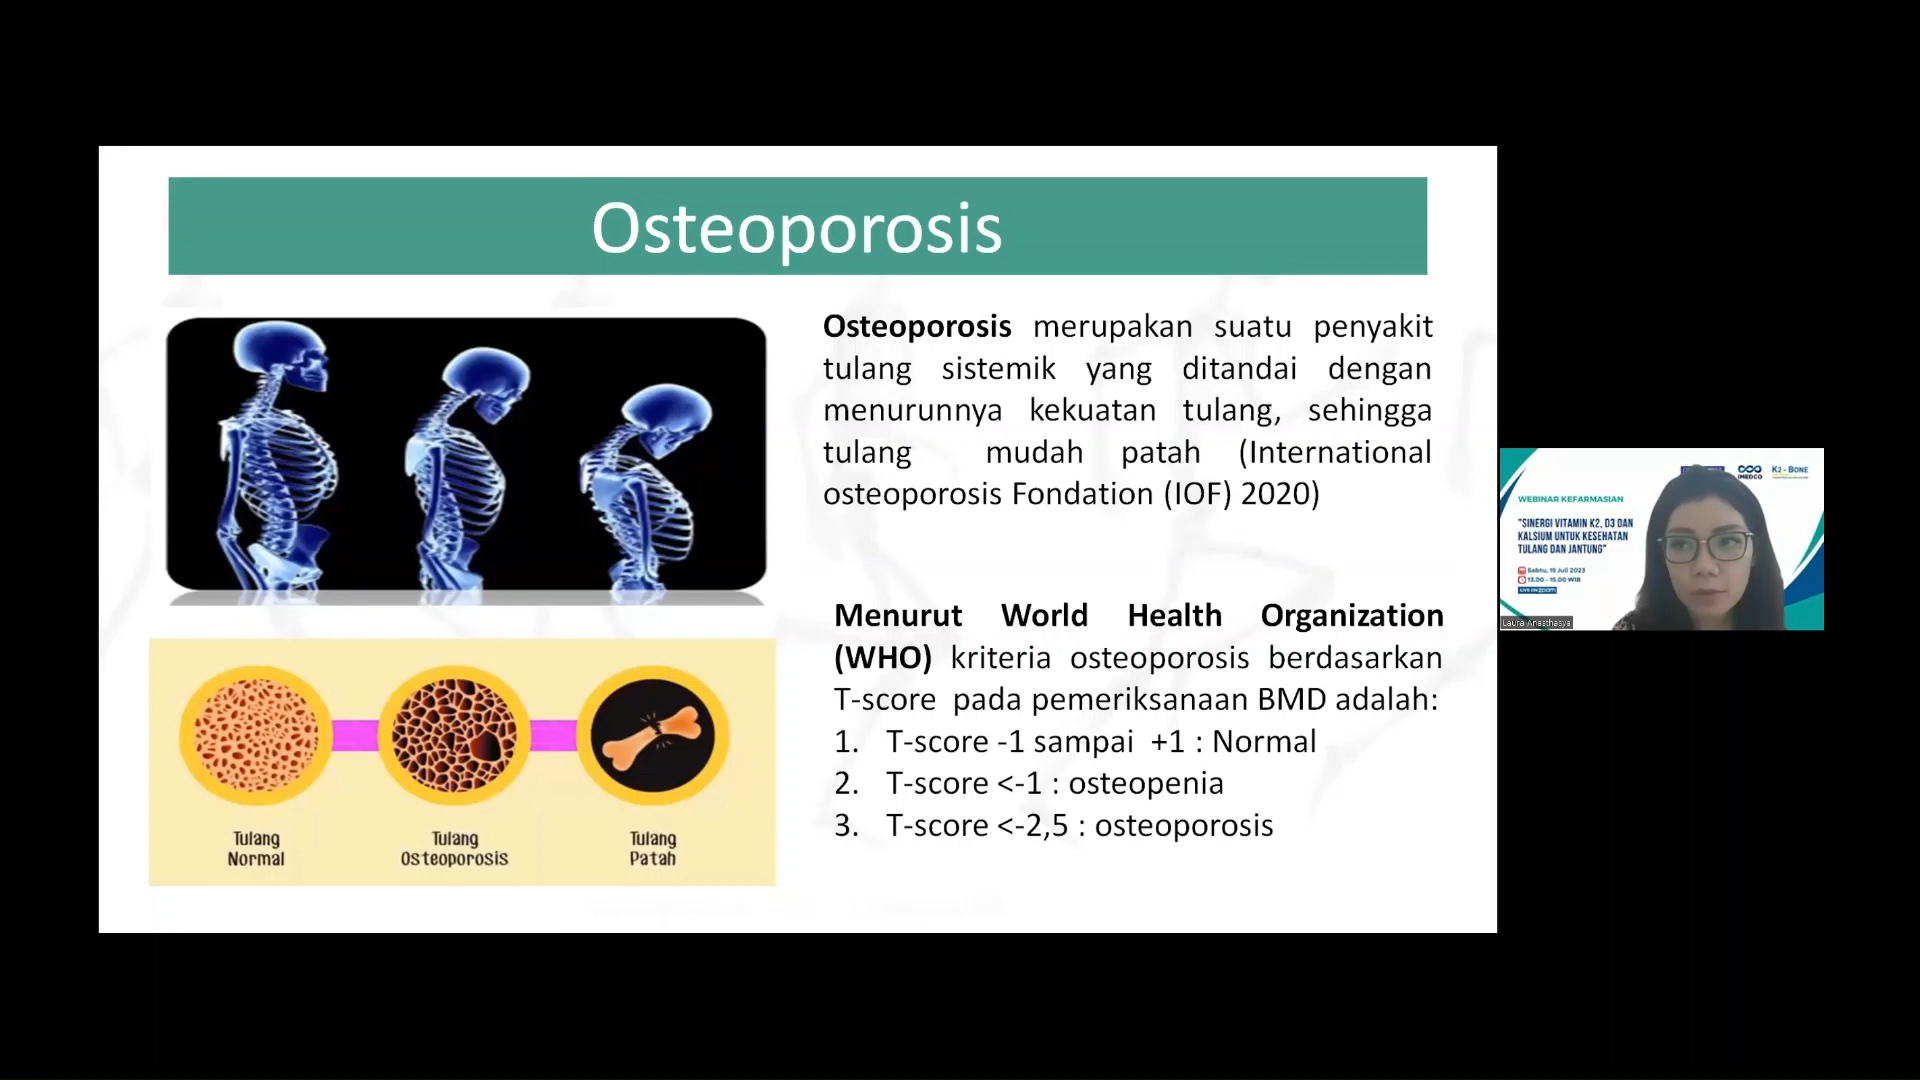 Osteoporosis
Osteoporosis merupakan suatu penyakit
tulang sistemik yang ditandai dengan
menurunnya kekuatan tulang, sehingga
tulang mudah patah (International
osteoporosis Fondation (IOF) 2020)
Menurut World Health Organization
(WHO) kriteria osteoporosis berdasarkan
T-score pada pemeriksanaan BMD adalah:
1. T-score -1 sampai +1 : Normal
2. T-score <-1 : osteopenia
3. T-score <-2,5 : osteoporosis
Tulang
Normal
Tulang
Osteoporosis
Tulang
Patah
IMEDCO
K2 - BONE
WEBINAR KEFARMASIAN
"SINERGI VITAMIN K2, D3 DAN
KALSIUM UNTUK KESEHATAN
TULANG DAN JANTUNG"
Sabtu, 15 Juli 2023
13.00 - 15.00 WIB
LIVE ON zoom
Laura Anasthasya